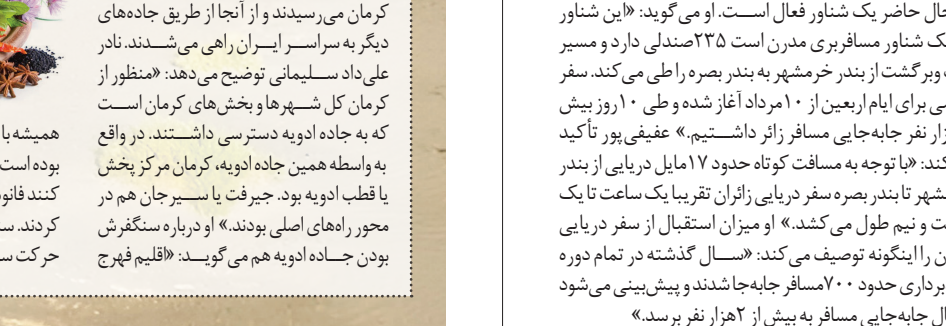 حال حاضر یک شناور فعال است. او می‌گوید: «این شناور
یک شناور مسافربری مدرن است ۲۳۵صندلی دارد و مسیر
وبرگشت از بندر خرمشهر به بندر بصره را طی می‌کند. سفر
برای ایام اربعین از ۱۰مرداد آغاز شده و طی ۱۰روز بیش
نفر جابه‌جایی مسافر زائر داشتیم.» عفیفی‌پور تأکید
«با توجه به مسافت کوتاه حدود ۱۷مایل دریایی از بندر
تا بندر بصره سفر دریایی زائران تقریبا یک ساعت تا یک
و نیم طول می‌کشد.» او میزان استقبال از سفر دریایی
را اینگونه توصیف می‌کند: «سال گذشته در تمام دوره
حدود ۷۰۰مسافر جابه‌جا شدند و پیش‌بینی می‌شود
جابه‌جایی مسافر به بیش از ۲هزار نفر برسد.»
کرمان می‌رسیدند و از آنجا از طریق جاده‌های
دیگر به سراسر ایران راهی می‌شدند. نادر
علی‌داد سلیمانی توضیح می‌دهد: «منظور از
کرمان کل شهرها و بخش‌های کرمان است
که به جاده ادویه دسترسی داشتند. در واقع
به واسطه همین جاده ادویه، کرمان مرکز پخش
یا قطب ادویه بود. جیرفت یا سیرجان هم در
محور راه‌های اصلی بودند.» او درباره سنگفرش
بودن جاده ادویه هم می‌گوید: «اقلیم فهرج
همیشه با
بوده است
کنند فانو
کردند. س
حرکت س